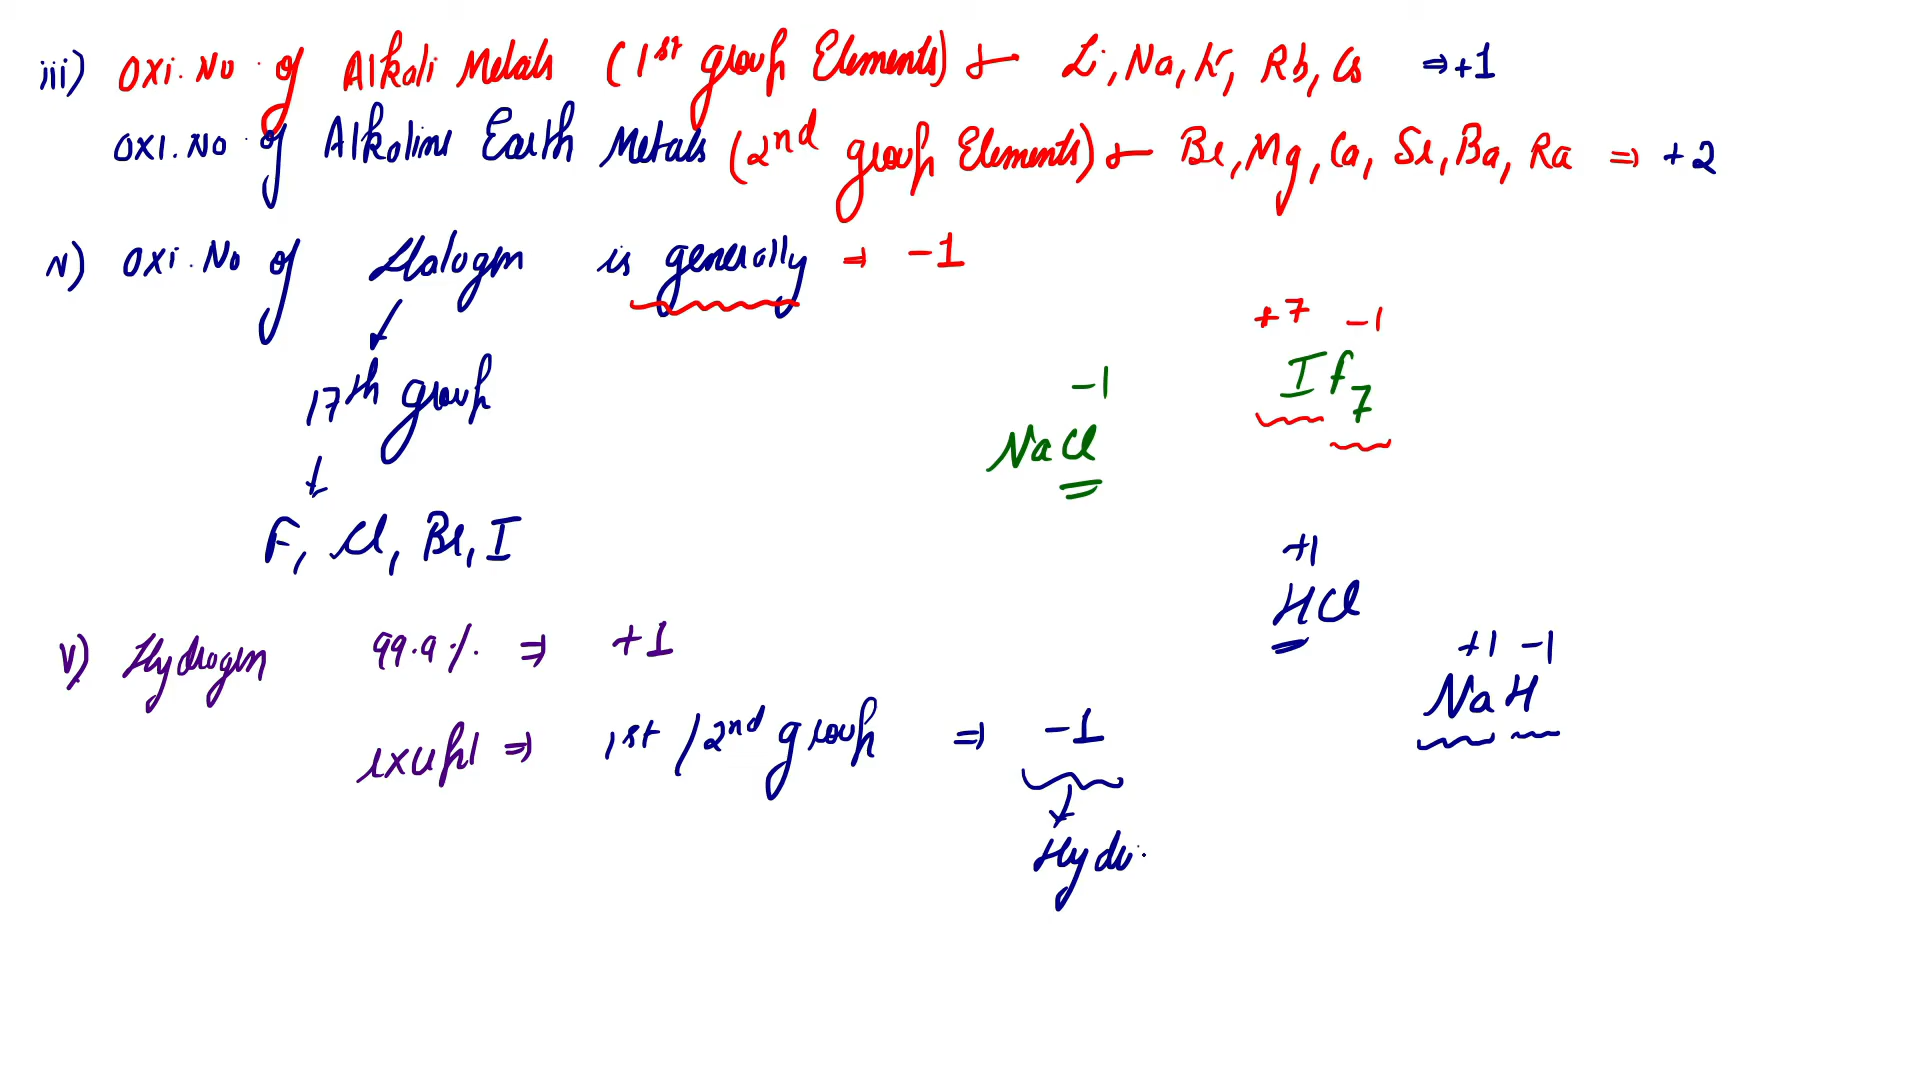 iii) OXi. No of Alkali Metals (1st group Elements) :- Li, Na, K, Rb, Cs ⇒ +1
OXI. No of Alkaline Earth Metals (2nd group Elements) :- Be, Mg, Ca, Sr, Ba, Ra ⇒ +2
iv) OXi. No of Halogen is generally ⇒ -1
17th group
F, Cl, Br, I
-1
NaCl
+7 -1
IF7
+1
HCl
+1 -1
NaH
v) Hydrogen 99.9 % ⇒ +1
except ⇒ 1st / 2nd group ⇒ -1
Hydr